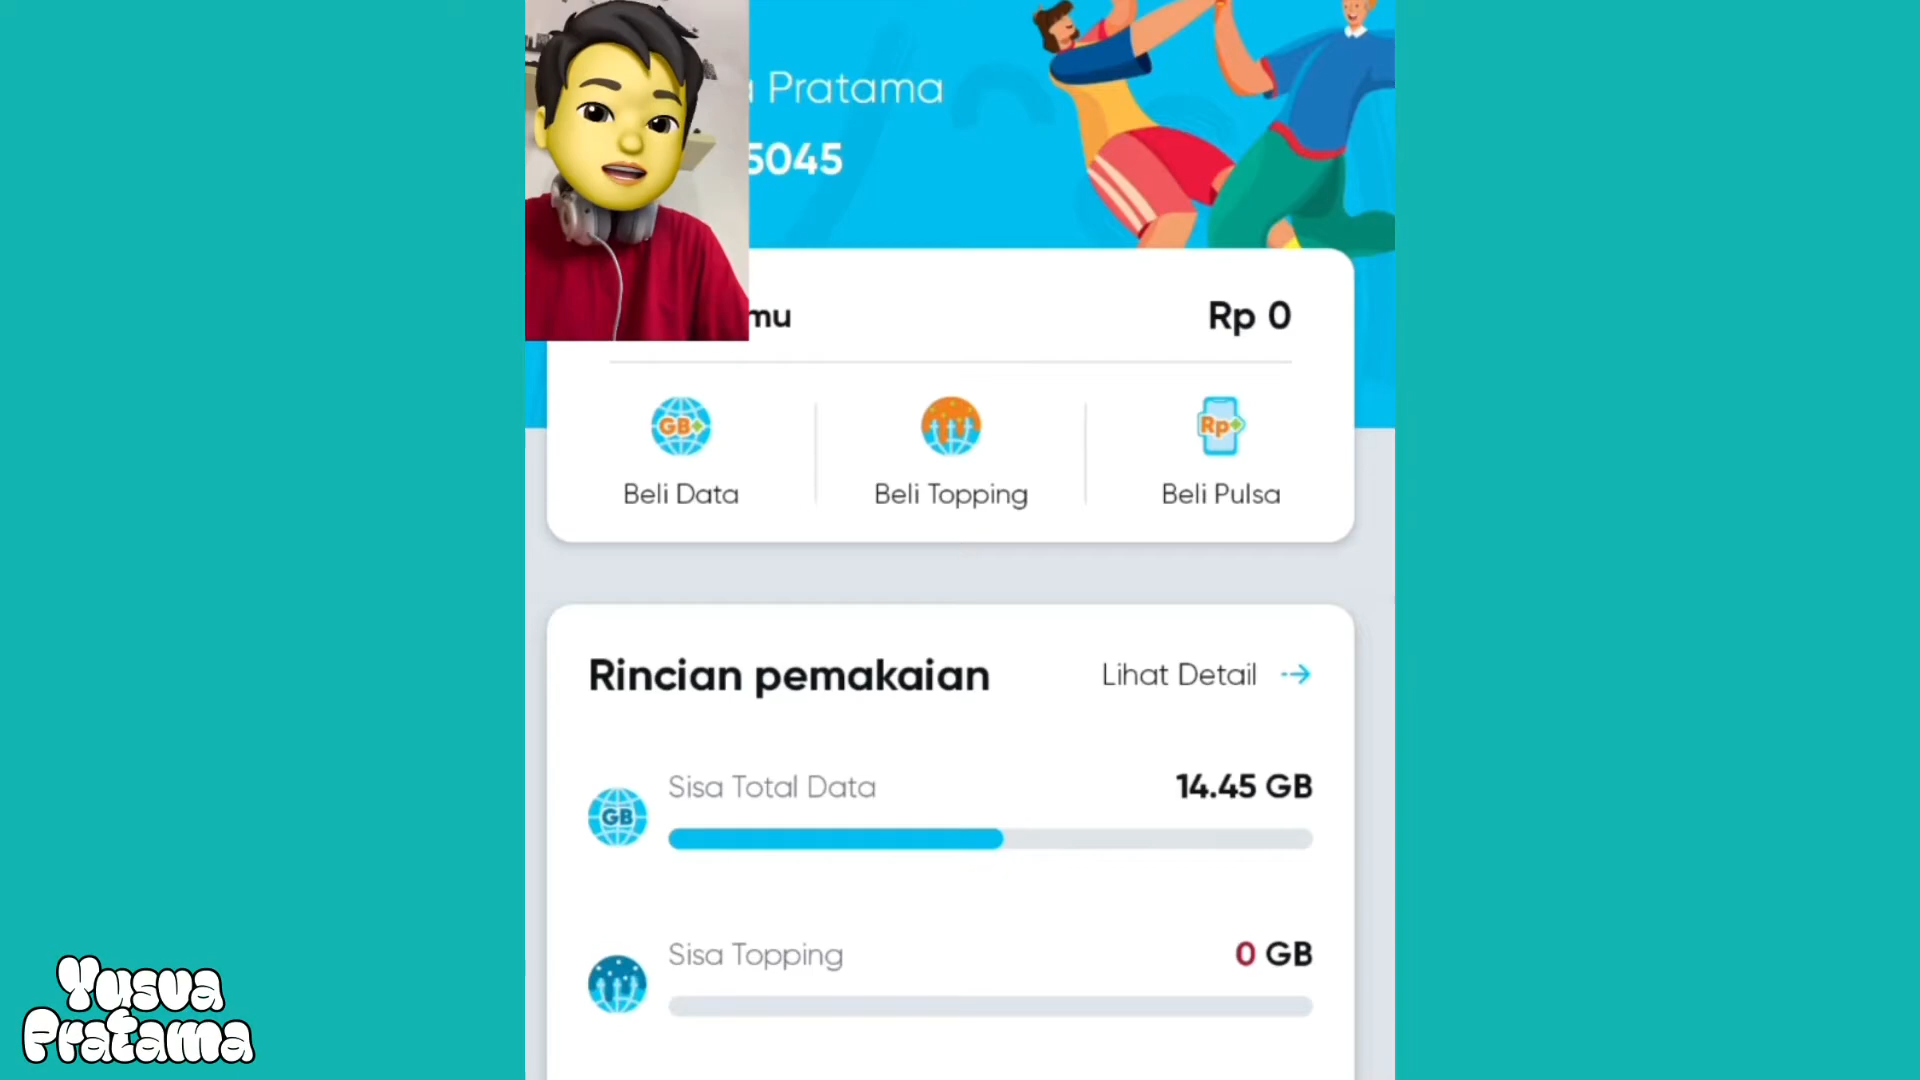 Pratama
5045
mu
Rp 0
GB+
Rp+
Beli Data
Beli Topping
Beli Pulsa
Rincian pemakaian
Lihat Detail
Sisa Total Data
14.45 GB
GB
Sisa Topping
0 GB
Yusva
Pratama